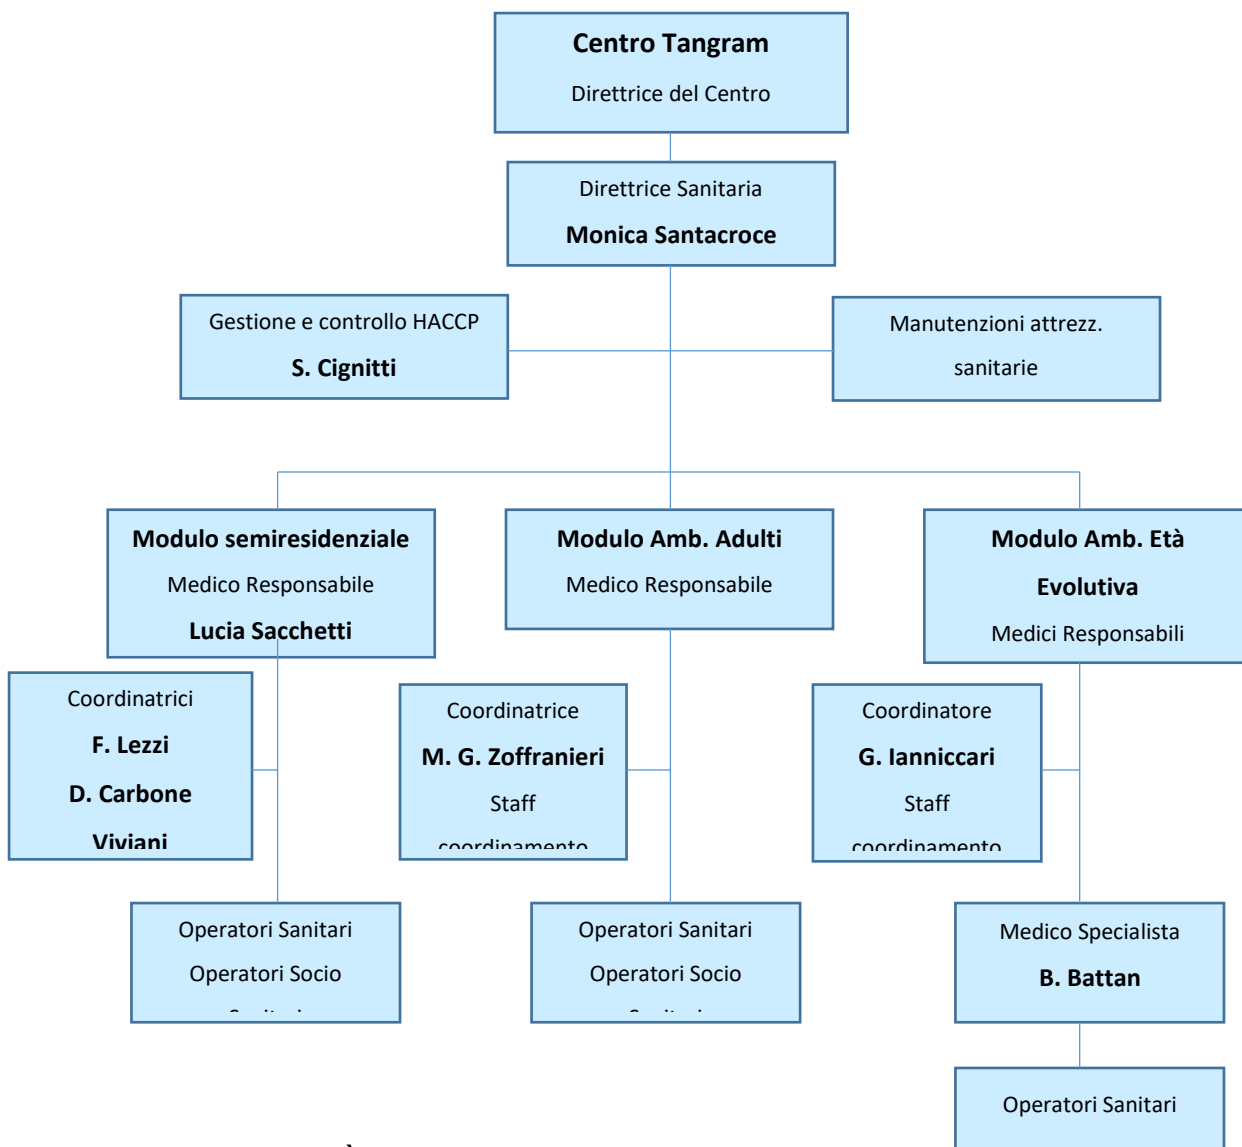 Centro Tangram
Direttrice del Centro
Direttrice Sanitaria
Monica Santacroce
Gestione e controllo HACCP
S. Cignitti
Manutenzioni attrezz.
sanitarie
Modulo semiresidenziale
Medico Responsabile
Lucia Sacchetti
Modulo Amb. Adulti
Medico Responsabile
Modulo Amb. Età
Evolutiva
Medici Responsabili
Coordinatrici
F. Lezzi
D. Carbone
Viviani
Coordinatrice
M. G. Zoffranieri
Staff
coordinamento
Coordinatore
G. Ianniccari
Staff
coordinamento
Operatori Sanitari
Operatori Socio
Operatori Sanitari
Operatori Socio
Medico Specialista
B. Battan
Operatori Sanitari